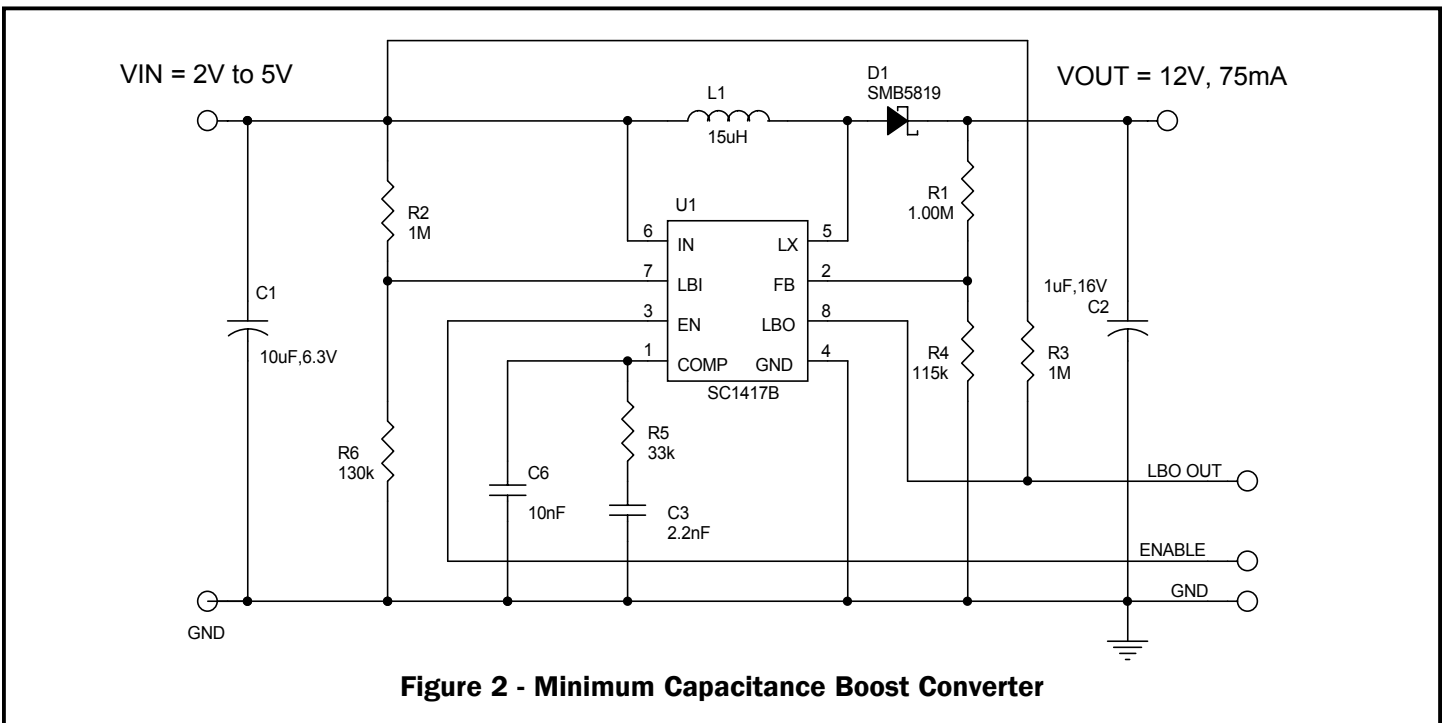 VIN = 2V to 5V
VOUT = 12V, 75mA
D1
SMB5819
L1
15uH
R1
1.00M
R2
1M
U1
6
IN
LX
5
7
LBI
FB
2
3
EN
LBO
8
1
COMP
GND
4
SC1417B
C1
10uF,6.3V
1uF,16V
C2
R4
115k
R3
1M
R5
33k
R6
130k
C6
10nF
C3
2.2nF
LBO OUT
ENABLE
GND
GND
Figure 2 - Minimum Capacitance Boost Converter